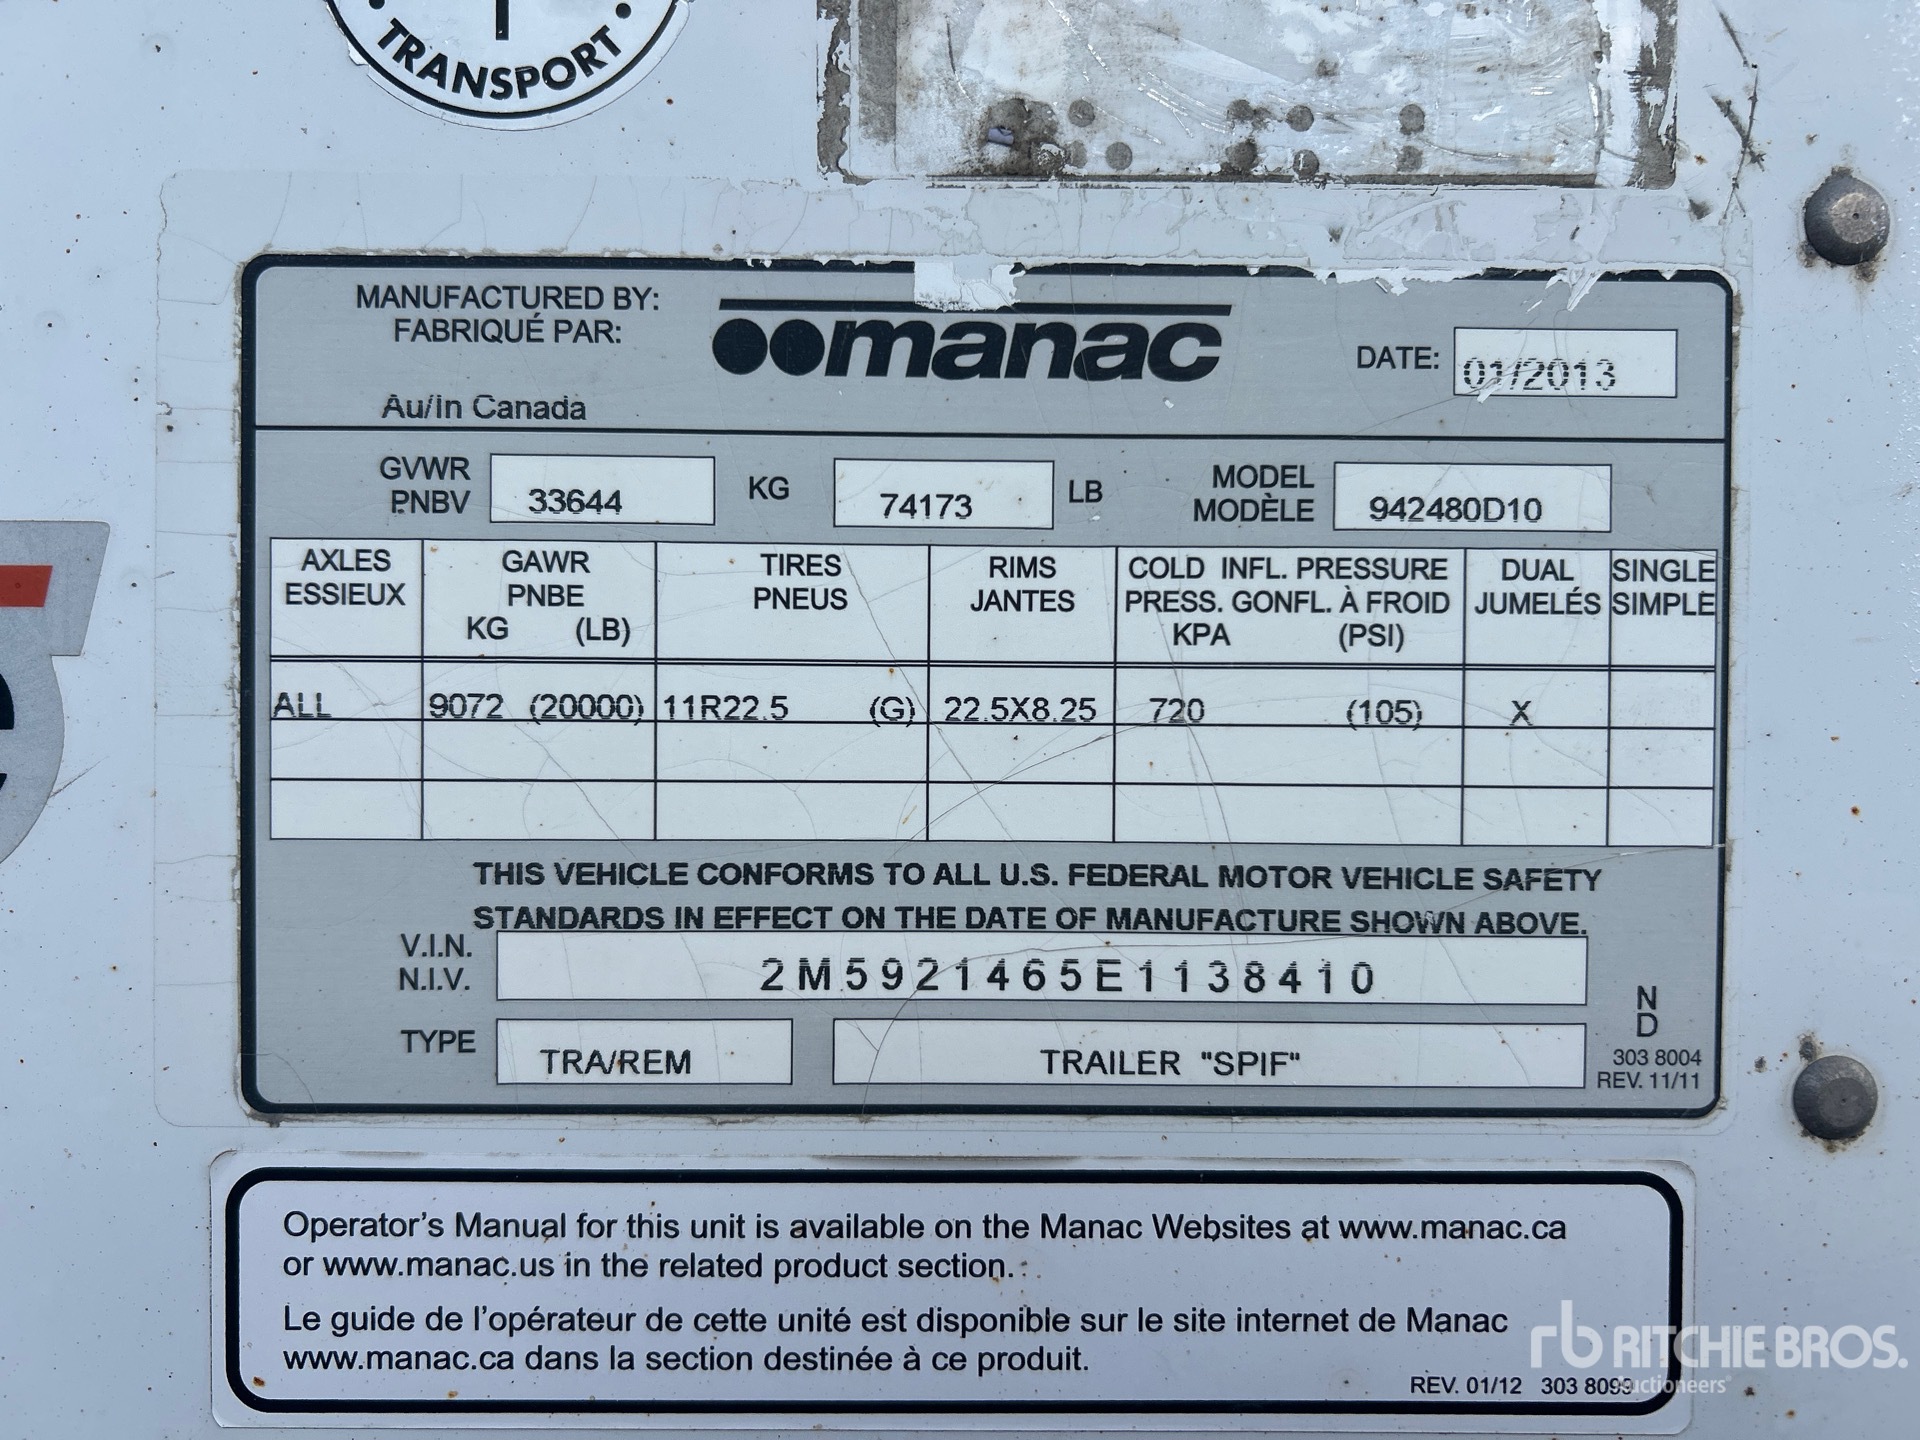 TRANSPORT
MANUFACTURED BY:
FABRIQUÉ PAR:
manac
DATE: 01/2013
Au/In Canada
GVWR
PNBV
33644 KG 74173 LB
MODEL
MODÈLE
942480D10
AXLES GAWR TIRES RIMS COLD INFL. PRESSURE DUAL SINGLE
ESSIEUX PNBE PNEUS JANTES PRESS. GONFL. À FROID JUMELÉS SIMPLE
KG (LB) KPA (PSI)
ALL 9072 (20000) 11R22.5 (G) 22.5X8.25 720 (105) X
THIS VEHICLE CONFORMS TO ALL U.S. FEDERAL MOTOR VEHICLE SAFETY
STANDARDS IN EFFECT ON THE DATE OF MANUFACTURE SHOWN ABOVE.
V.I.N.
N.I.V.
2M5921465E1138410
TYPE TRA/REM TRAILER "SPIF"
N
D
303 8004
REV. 11/11
Operator's Manual for this unit is available on the Manac Websites at www.manac.ca
or www.manac.us in the related product section.
Le guide de l'opérateur de cette unité est disponible sur le site internet de Manac
www.manac.ca dans la section destinée à ce produit.
REV. 01/12 303 8099
rb RITCHIE BROS.
Auctioneers